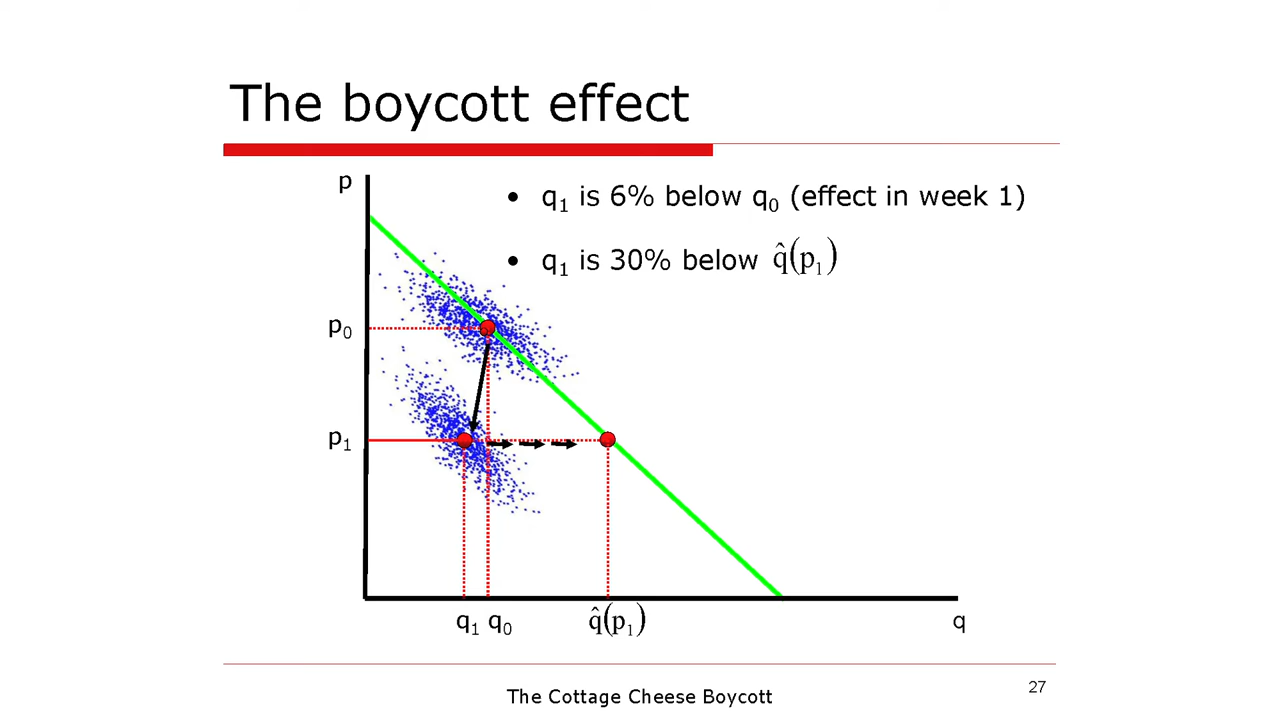 The boycott effect
p
• q₁ is 6% below q₀ (effect in week 1)
• q₁ is 30% below q̂(p₁)
p₀
p₁
q₁ q₀ q̂(p₁) q
The Cottage Cheese Boycott
27